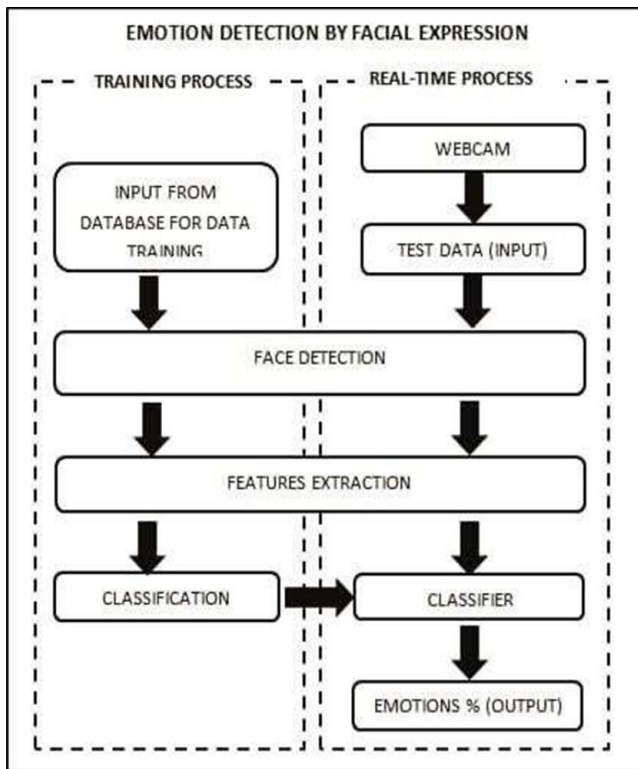 EMOTION DETECTION BY FACIAL EXPRESSION
TRAINING PROCESS
INPUT FROM
DATABASE FOR DATA
TRAINING
REAL-TIME PROCESS
WEBCAM
TEST DATA (INPUT)
FACE DETECTION
FEATURES EXTRACTION
CLASSIFICATION
CLASSIFIER
EMOTIONS % (OUTPUT)